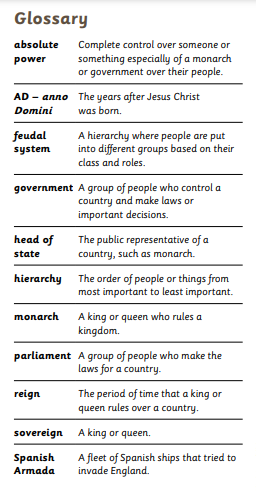 Glossary
absolute Complete control over someone or
power something especially of a monarch
or government over their people.
AD – anno The years after Jesus Christ
Domini was born.
feudal A hierarchy where people are put
system into different groups based on their
class and roles.
government A group of people who control a
country and make laws or
important decisions.
head of The public representative of a
state country, such as monarch.
hierarchy The order of people or things from
most important to least important.
monarch A king or queen who rules a
kingdom.
parliament A group of people who make the
laws for a country.
reign The period of time that a king or
queen rules over a country.
sovereign A king or queen.
Spanish A fleet of Spanish ships that tried to
Armada invade England.